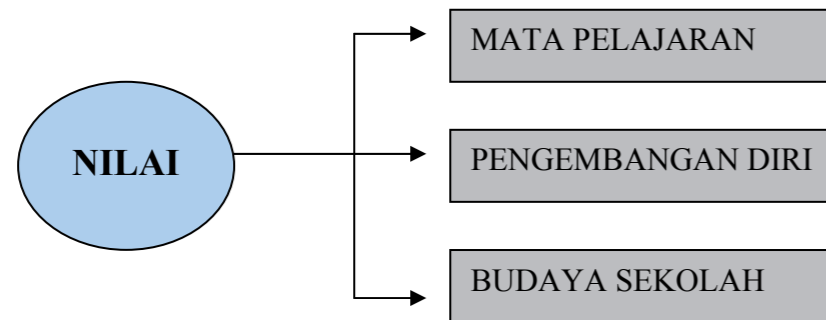 MATA PELAJARAN
NILAI
PENGEMBANGAN DIRI
BUDAYA SEKOLAH